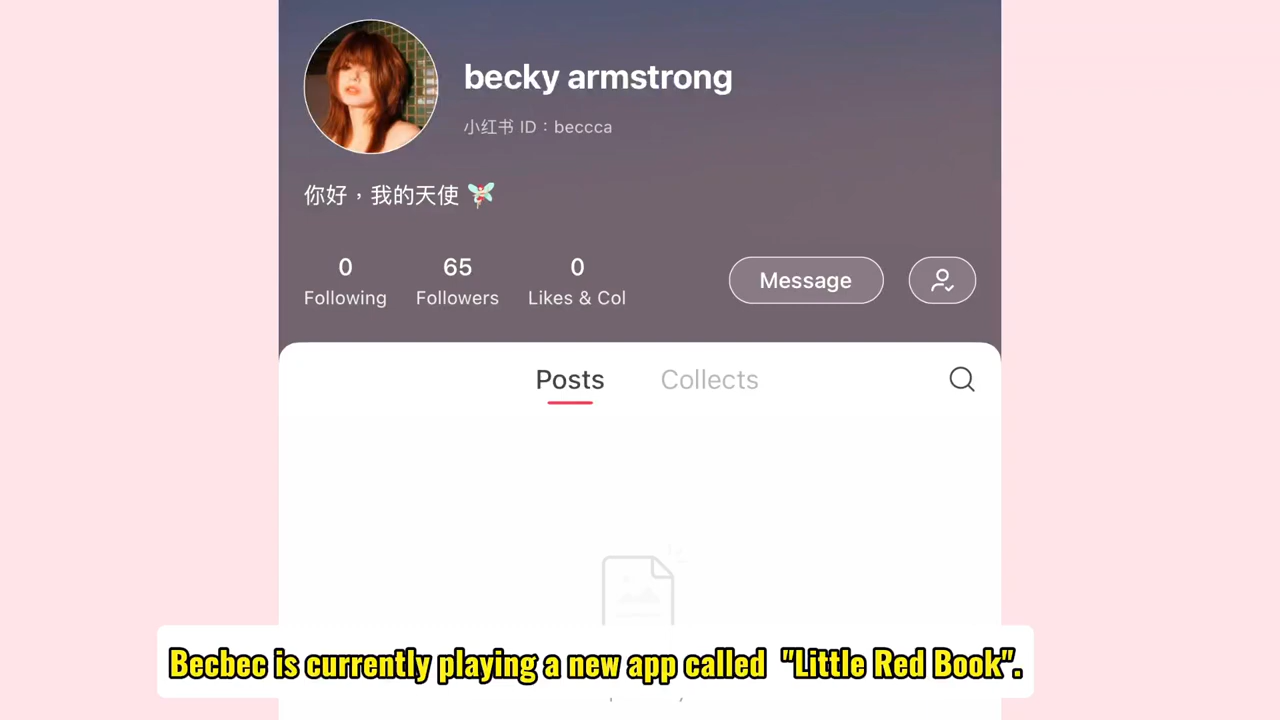 becky armstrong
小红书 ID：beccca
你好，我的天使
0
65
0
Following
Followers
Likes & Col
Message
Posts
Collects
Becbec is currently playing a new app called "Little Red Book".